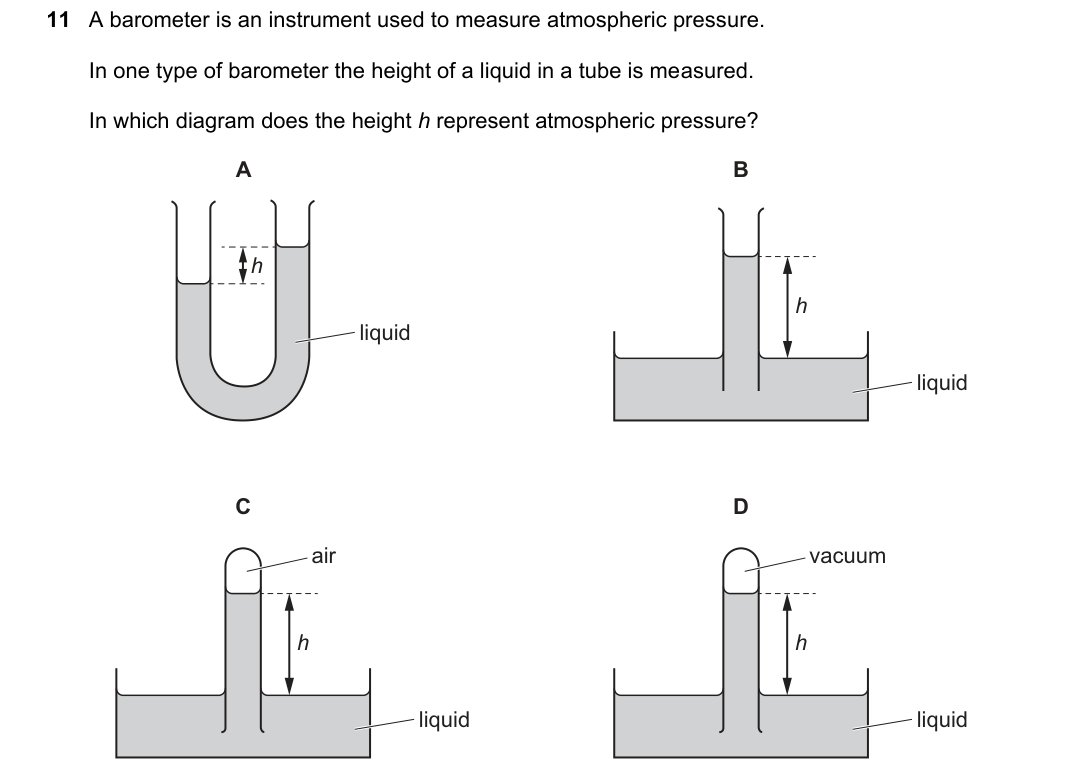 11 A barometer is an instrument used to measure atmospheric pressure.
In one type of barometer the height of a liquid in a tube is measured.
In which diagram does the height h represent atmospheric pressure?
A
h
liquid
B
h
liquid
C
air
h
liquid
D
vacuum
h
liquid